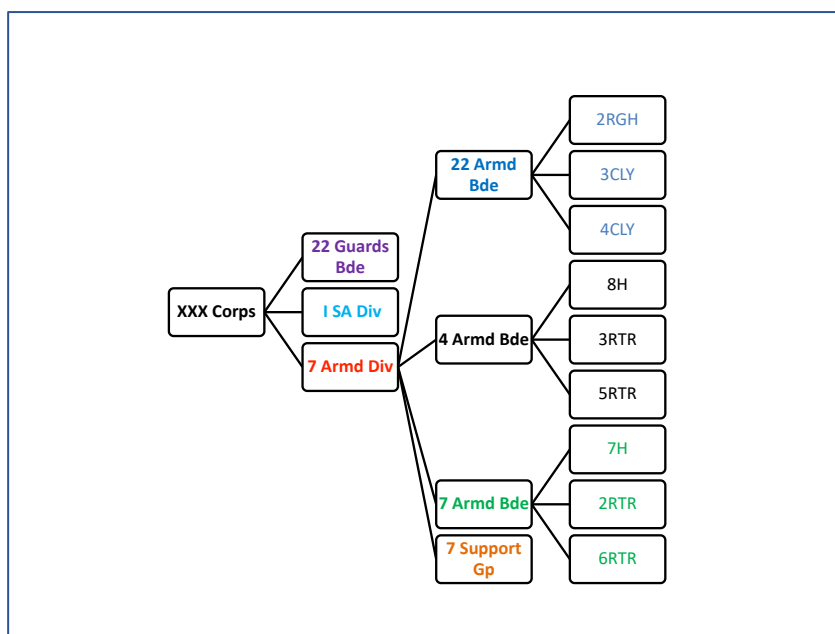 XXX Corps
22 Guards
Bde
I SA Div
7 Armd Div
22 Armd
Bde
4 Armd Bde
7 Armd Bde
7 Support
Gp
2RGH
3CLY
4CLY
8H
3RTR
5RTR
7H
2RTR
6RTR